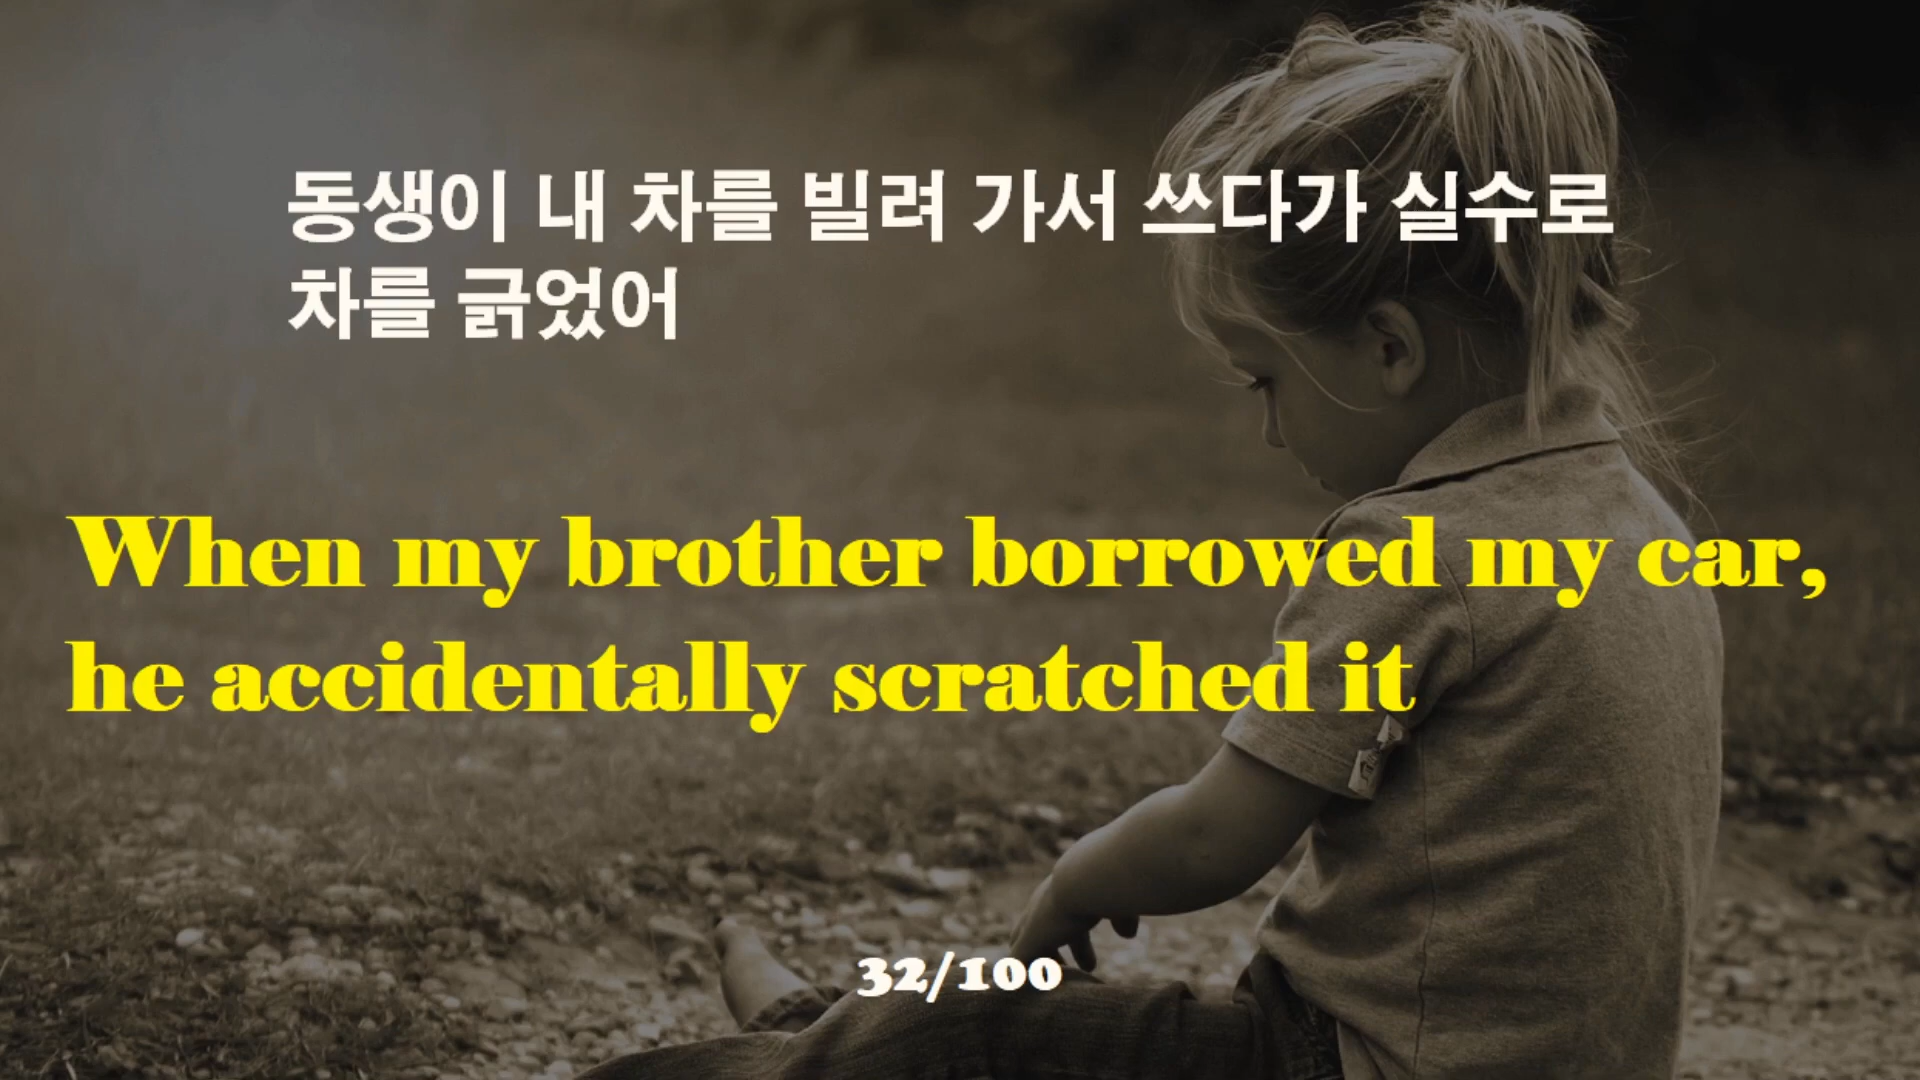 동생이 내 차를 빌려 가서 쓰다가 실수로
차를 긁었어
When my brother borrowed my car,
he accidentally scratched it
32/100